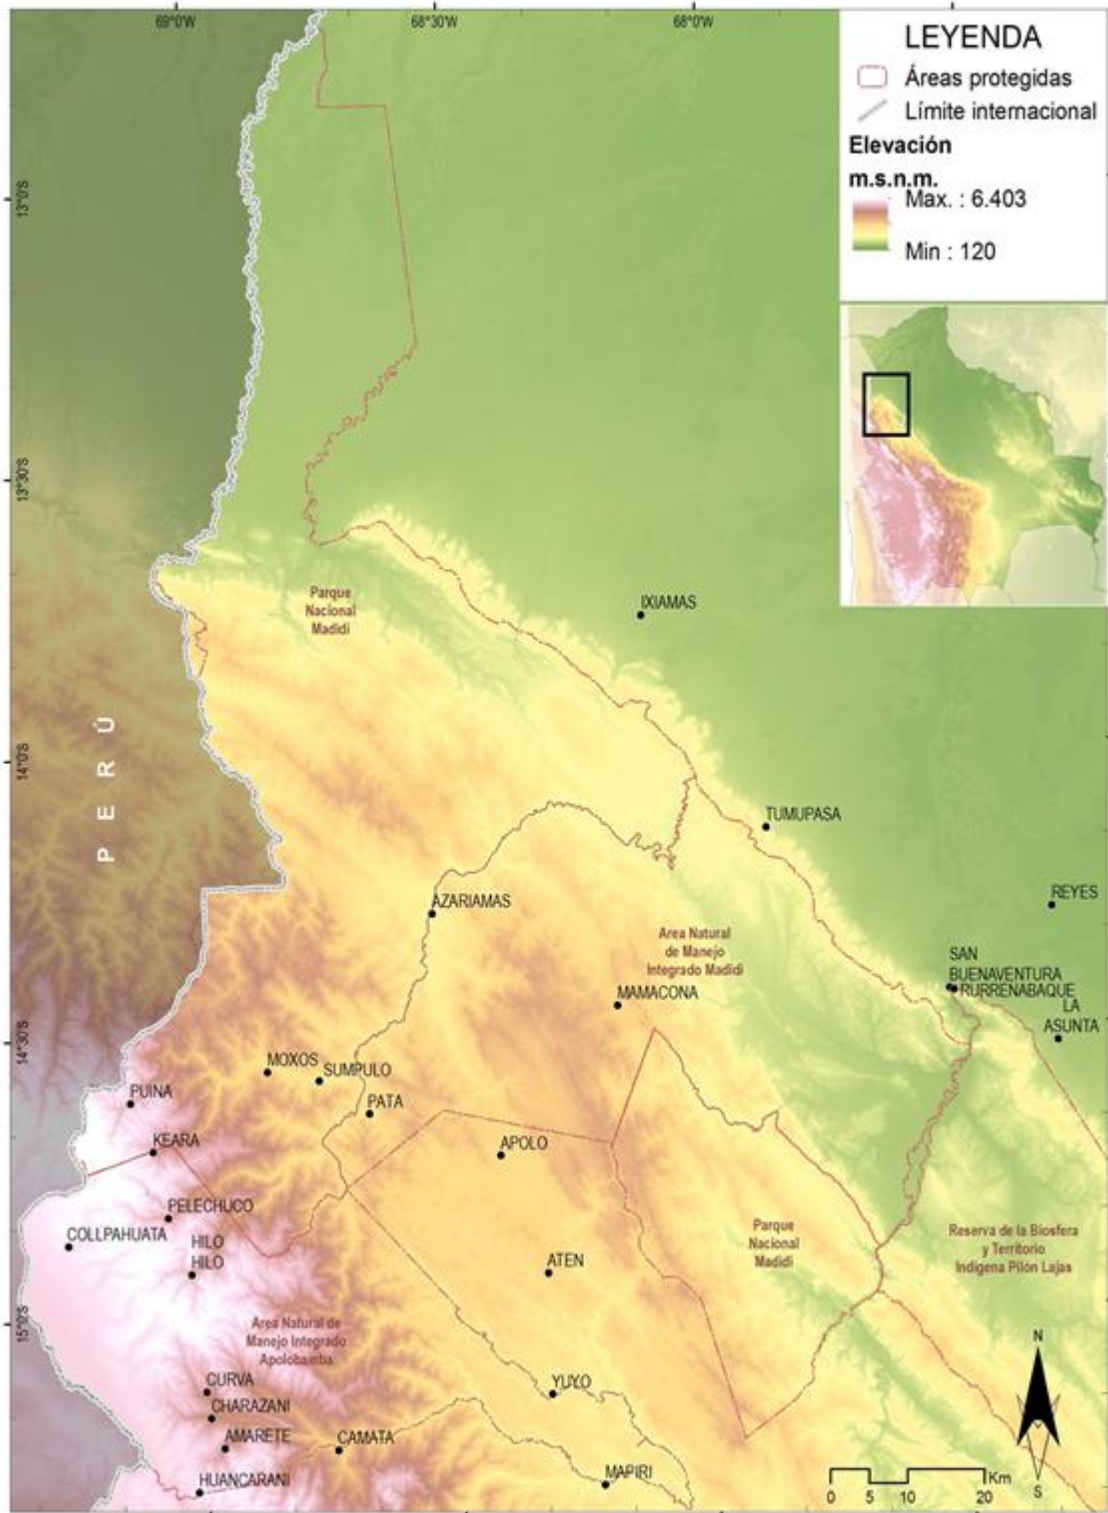 69°0'W
68°30'W
68°0'W
LEYENDA
Áreas protegidas
Límite internacional
Elevación
m.s.n.m.
Max. : 6.403
Min : 120
13°0'S
13°30'S
14°0'S
14°30'S
15°0'S
PERÚ
Parque
Nacional
Madidi
IXIAMAS
TUMUPASA
REYES
AZARIAMAS
Area Natural
de Manejo
Integrado Madidi
SAN
BUENAVENTURA
RURRENABAQUE
LA
ASUNTA
MAMACONA
MOXOS
SUMPULO
PUINA
PATA
KEARA
APOLO
PELECHUCO
COLLPAHUATA
HILO
HILO
ATEN
Parque
Nacional
Madidi
Reserva de la Biosfera
y Territorio
Indígena Pilón Lajas
Area Natural de
Manejo Integrado
Apolobamba
CURVA
CHARAZANI
YUYO
AMARETE
CAMATA
HUANCARANI
MAPIRI
N
S
Km
0 5 10 20